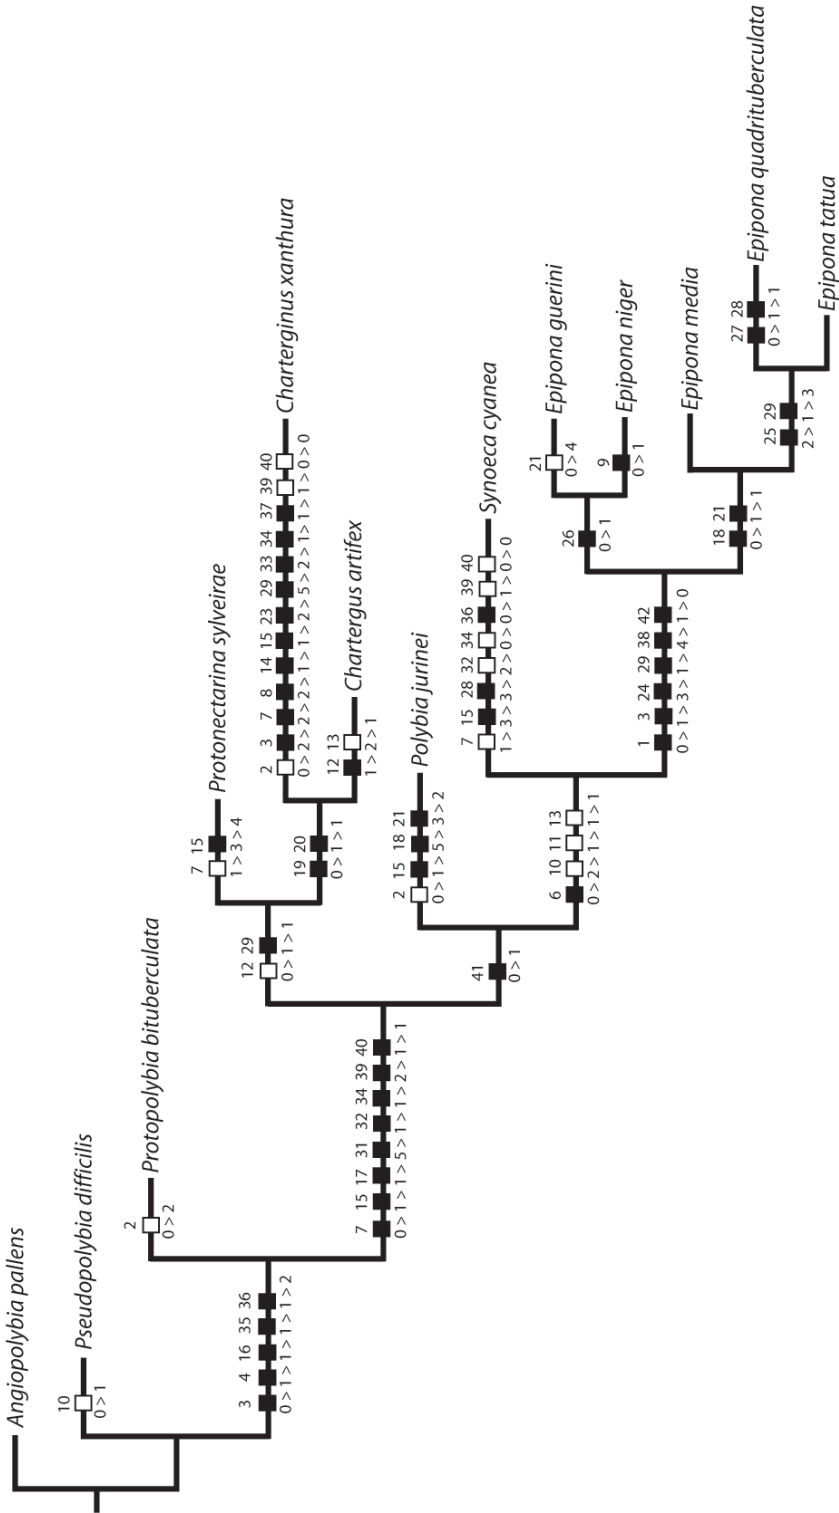 Angiopolybia pallens
Pseudopolybia difficilis
10
0 > 1
Protopolybia bituberculata
2
0 > 2
3 4 16 35 36
0 > 1 > 1 > 1 > 1 > 2
Protonectarina sylveirae
7 15
1 > 3 > 4
Charterginus xanthura
2 3 7 8 14 15 23 29 33 34 37 39 40
0 > 2 > 2 > 2 > 2 > 1 > 1 > 2 > 5 > 2 > 1 > 1 > 0 > 0
Chartergus artifex
12 13
1 > 2 > 1
19 20
0 > 1 > 1
12 29
0 > 1 > 1
7 15 17 31 32 34 39 40
0 > 1 > 1 > 5 > 1 > 1 > 2 > 1 > 1
Polybia jurinei
2 15 18 21
0 > 1 > 5 > 3 > 2
41
0 > 1
Synoeca cyanea
7 15 28 32 34 36 39 40
1 > 3 > 3 > 2 > 0 > 0 > 1 > 0 > 0
6 10 11 13
0 > 2 > 1 > 1 > 1
Epipona guerini
21
0 > 4
Epipona niger
9
0 > 1
26
0 > 1
1 3 24 29 38 42
0 > 1 > 3 > 1 > 4 > 1 > 0
Epipona media
18 21
0 > 1 > 1
Epipona quadrituberculata
27 28
0 > 1 > 1
Epipona tatua
25 29
2 > 1 > 3